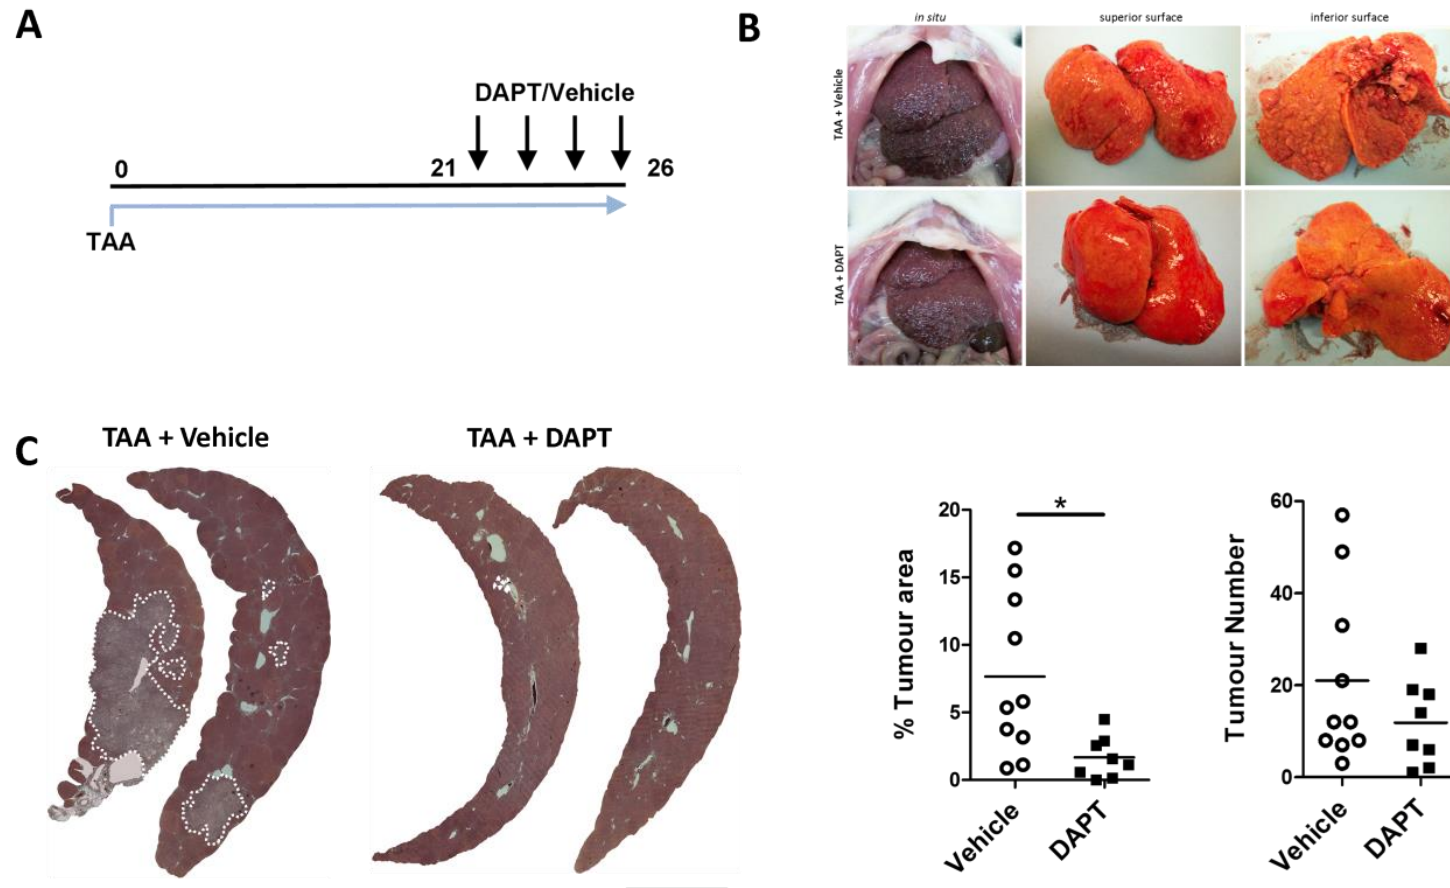 A
DAPT/Vehicle
0
21
26
TAA
B
in situ
superior surface
inferior surface
TAA + Vehicle
TAA + DAPT
C
TAA + Vehicle
TAA + DAPT
% Tumour area
20
15
10
5
0
*
Vehicle
DAPT
Tumour Number
60
40
20
0
Vehicle
DAPT